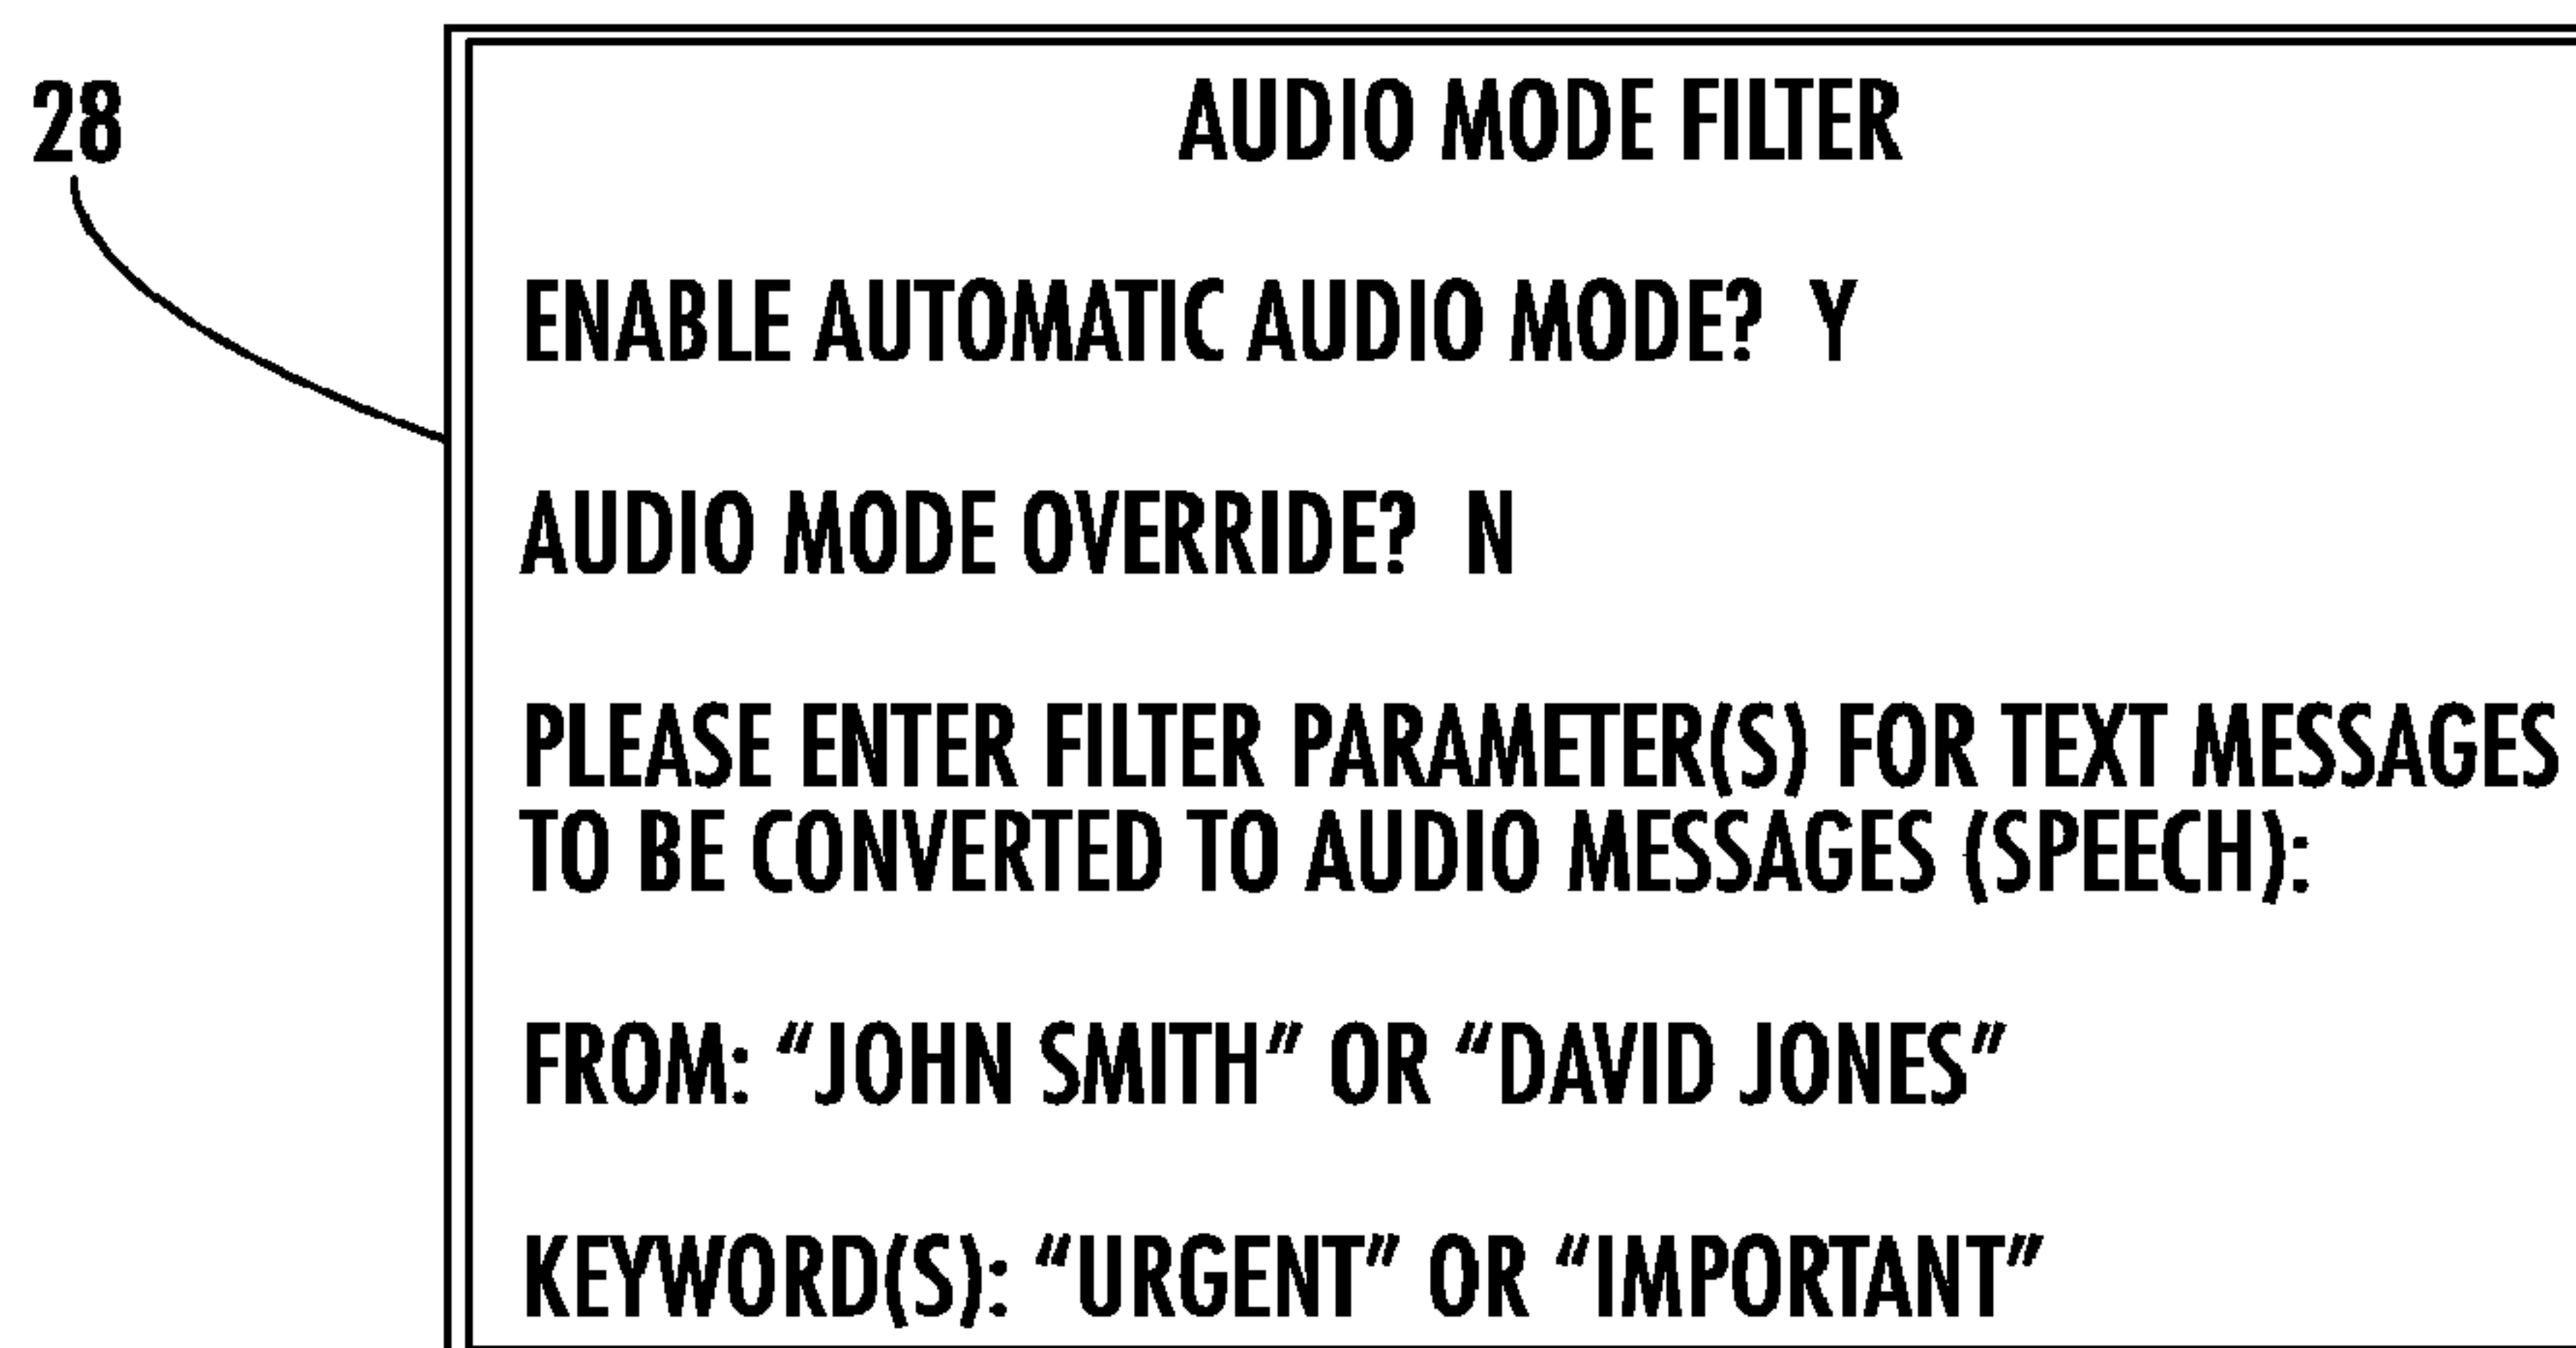 28
AUDIO MODE FILTER
ENABLE AUTOMATIC AUDIO MODE? Y
AUDIO MODE OVERRIDE? N
PLEASE ENTER FILTER PARAMETER(S) FOR TEXT MESSAGES
TO BE CONVERTED TO AUDIO MESSAGES (SPEECH):
FROM: “JOHN SMITH” OR “DAVID JONES”
KEYWORD(S): “URGENT” OR “IMPORTANT”